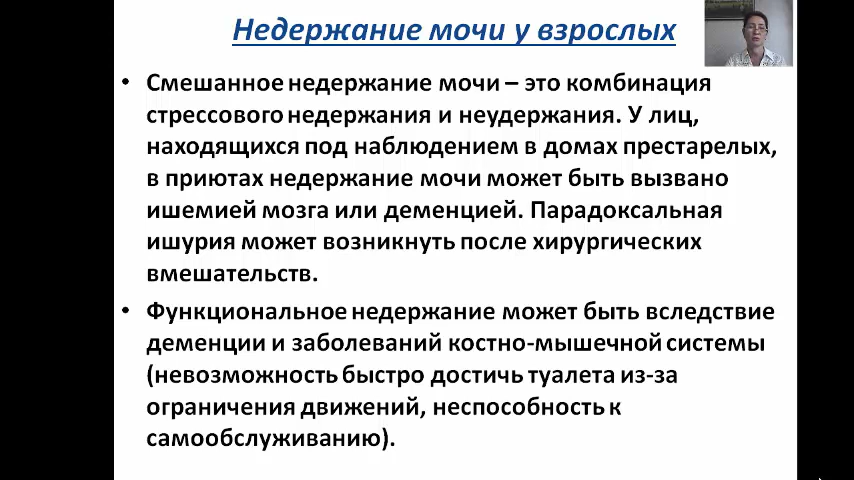 Недержание мочи у взрослых
• Смешанное недержание мочи – это комбинация
стрессового недержания и неудержания. У лиц,
находящихся под наблюдением в домах престарелых,
в приютах недержание мочи может быть вызвано
ишемией мозга или деменцией. Парадоксальная
ишурия может возникнуть после хирургических
вмешательств.
• Функциональное недержание может быть вследствие
деменции и заболеваний костно-мышечной системы
(невозможность быстро достичь туалета из-за
ограничения движений, неспособность к
самообслуживанию).